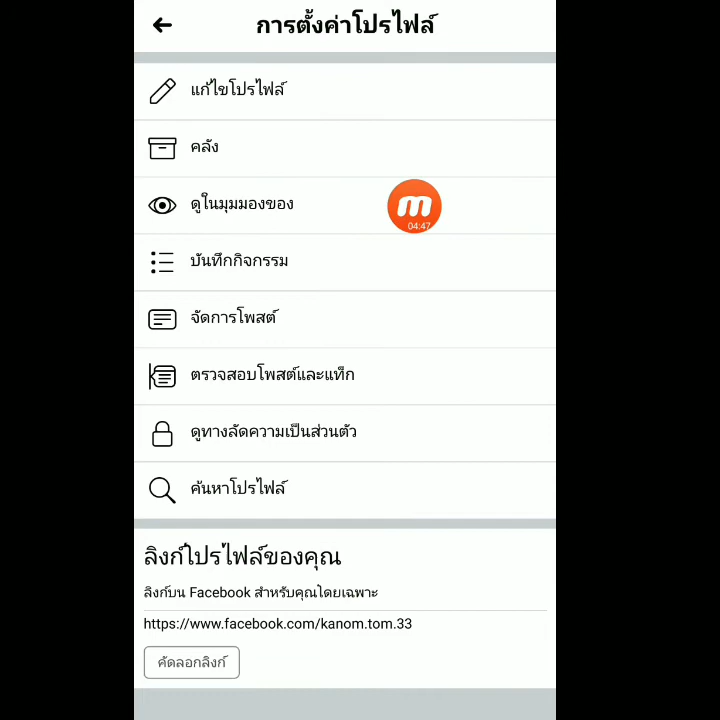 การตั้งค่าโปรไฟล์
แก้ไขโปรไฟล์
คลัง
ดูในมุมมองของ
04:47
บันทึกกิจกรรม
จัดการโพสต์
ตรวจสอบโพสต์และแท็ก
ดูทางลัดความเป็นส่วนตัว
ค้นหาโปรไฟล์
ลิงก์โปรไฟล์ของคุณ
ลิงก์บน Facebook สำหรับคุณโดยเฉพาะ
https://www.facebook.com/kanom.tom.33
คัดลอกลิงก์